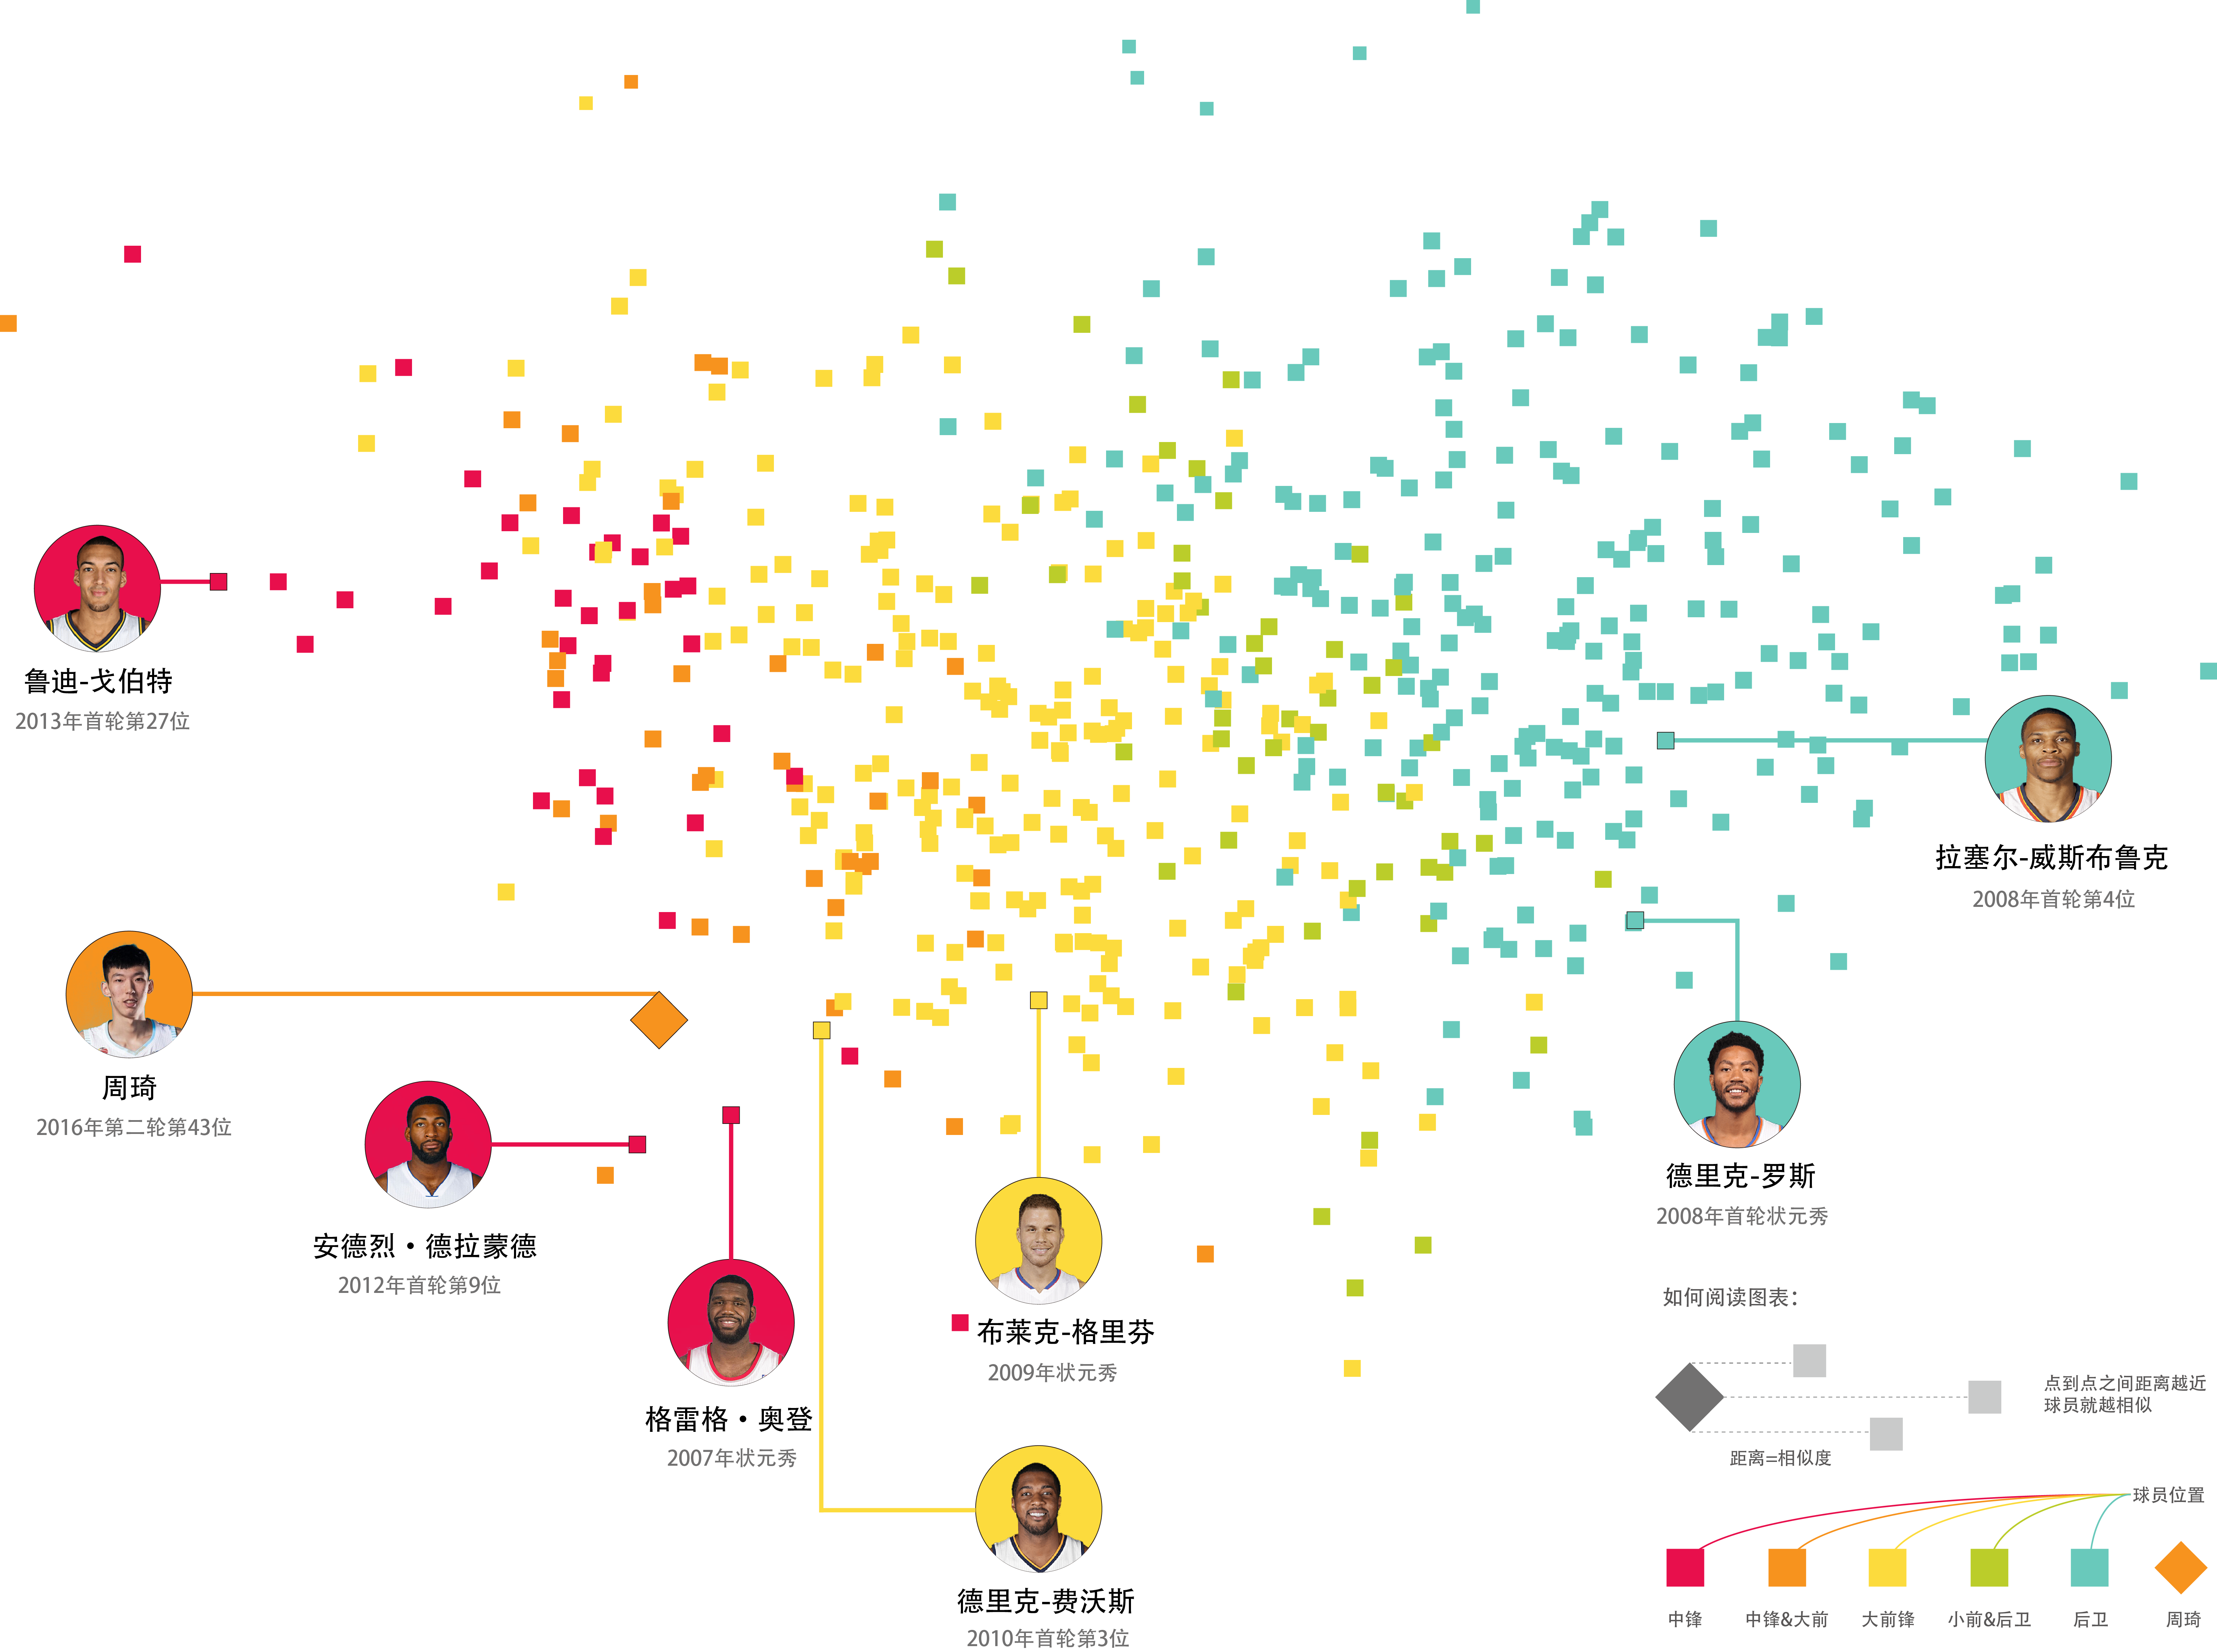 鲁迪-戈伯特
2013年首轮第27位
拉塞尔-威斯布鲁克
2008年首轮第4位
周琦
2016年第二轮第43位
德里克-罗斯
2008年首轮状元秀
安德烈·德拉蒙德
2012年首轮第9位
布莱克-格里芬
2009年状元秀
格雷格·奥登
2007年状元秀
德里克-费沃斯
2010年首轮第3位
如何阅读图表：
点到点之间距离越近
球员就越相似
距离=相似度
球员位置
中锋
中锋&大前
大前锋
小前&后卫
后卫
周琦